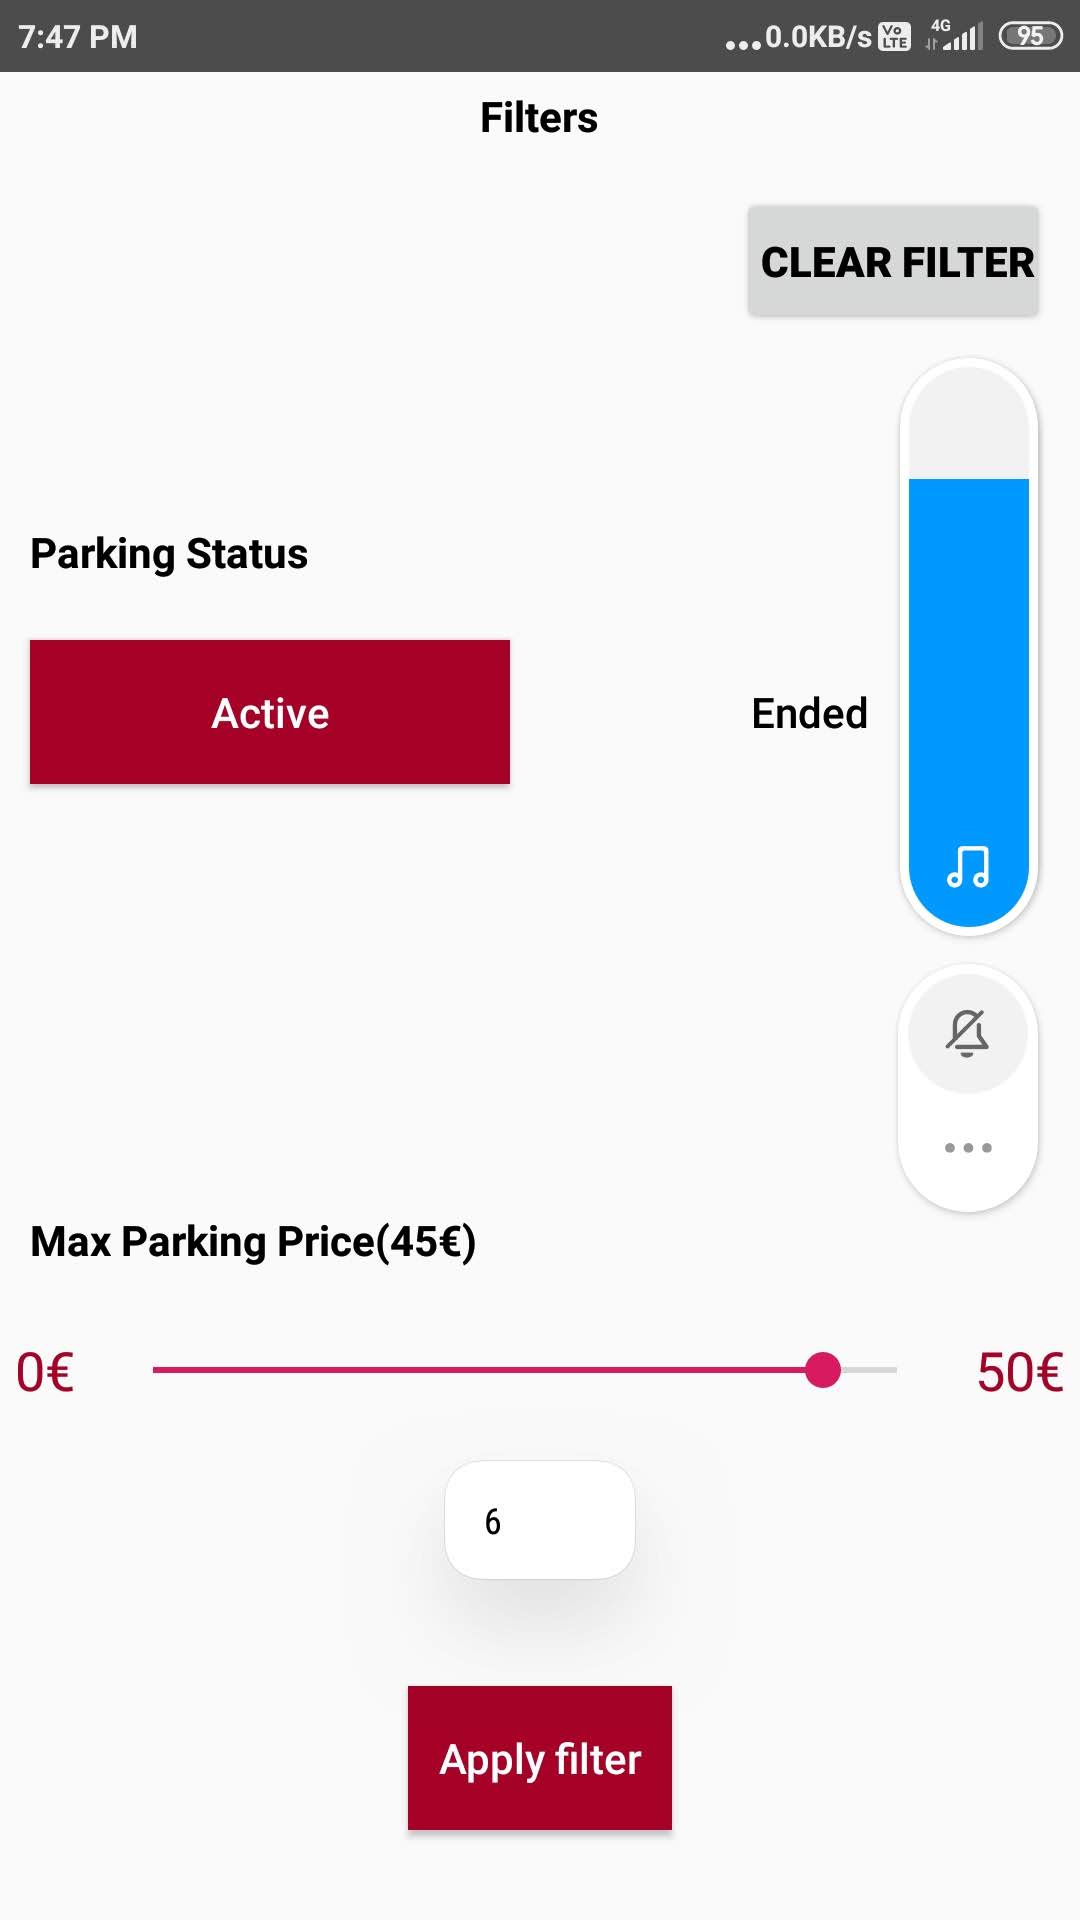 7:47 PM
...0.0KB/s Vo LTE 4G 95
Filters
CLEAR FILTER
Parking Status
Active
Ended
Max Parking Price(45€)
0€
50€
6
Apply filter